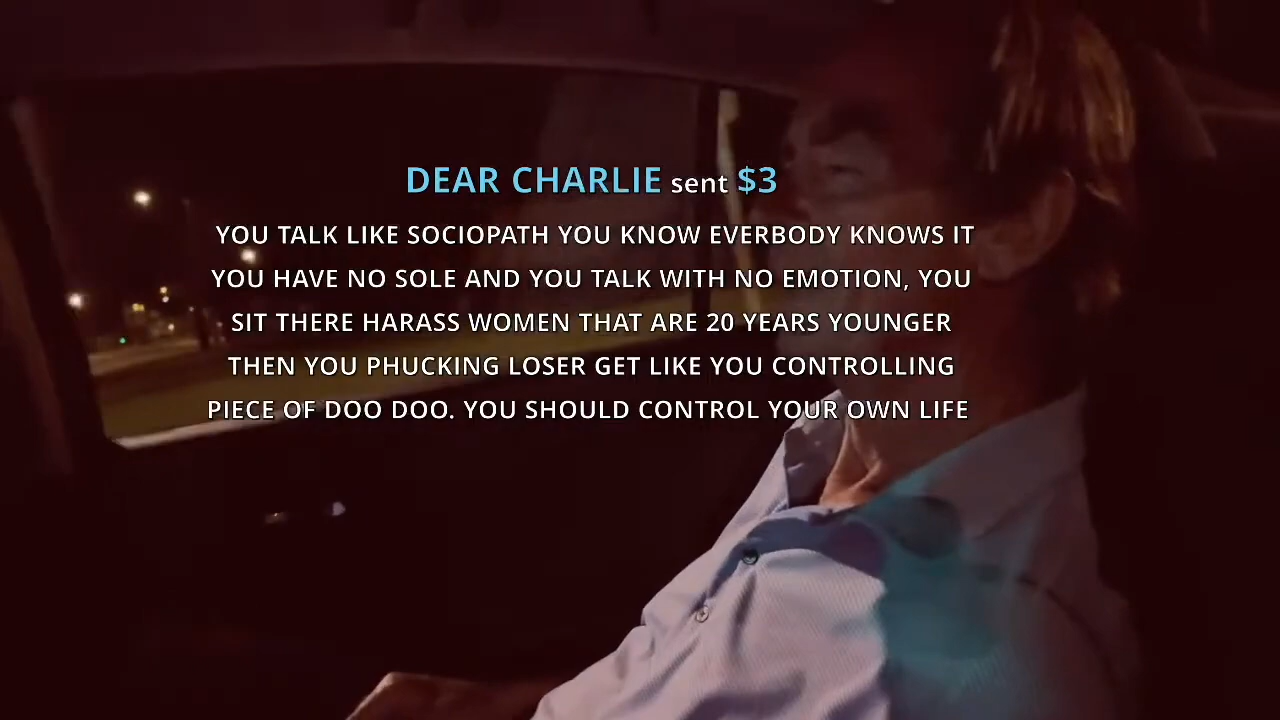 DEAR CHARLIE sent $3
YOU TALK LIKE SOCIOPATH YOU KNOW EVERBODY KNOWS IT
YOU HAVE NO SOLE AND YOU TALK WITH NO EMOTION, YOU
SIT THERE HARASS WOMEN THAT ARE 20 YEARS YOUNGER
THEN YOU PHUCKING LOSER GET LIKE YOU CONTROLLING
PIECE OF DOO DOO. YOU SHOULD CONTROL YOUR OWN LIFE